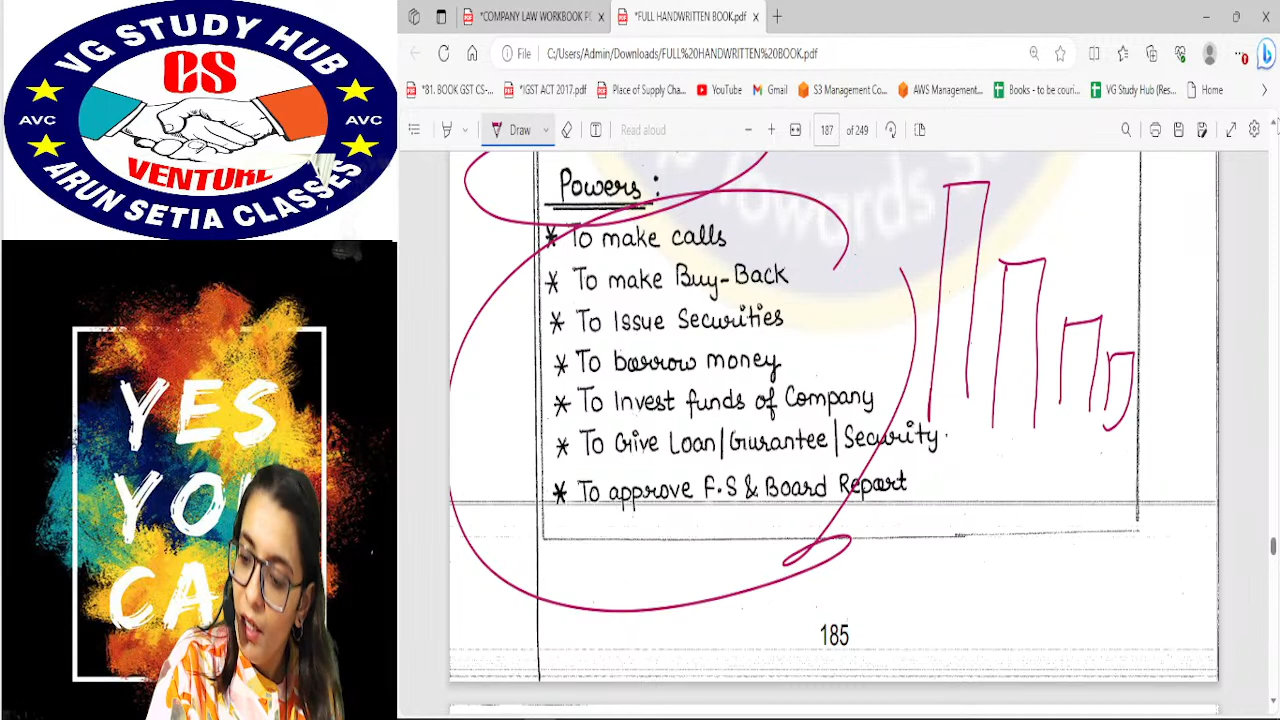 VG STUDY HUB
CS
AVC
AVC
VENTURE
ARUN SETIA CLASSES
YES
YOU
CA
*COMPANY LAW WORKBOOK P
*FULL HANDWRITTEN BOOK.pdf
File
C:/Users/Admin/Downloads/FULL%20HANDWRITTEN%20BOOK.pdf
*81. BOOK GST CS-...
*IGST ACT 2017.pdf
Place of Supply Cha...
YouTube
Gmail
S3 Management Co...
AWS Managemen...
Books - to be couri...
VG Study Hub (Res...
Home
Draw
Read aloud
187
of 249
Powers :
* To make calls
* To make Buy-Back
* To Issue Securities
* To borrow money
* To Invest funds of Company
* To Give Loan/Gurantee/Security.
* To approve F.S & Board Report
185